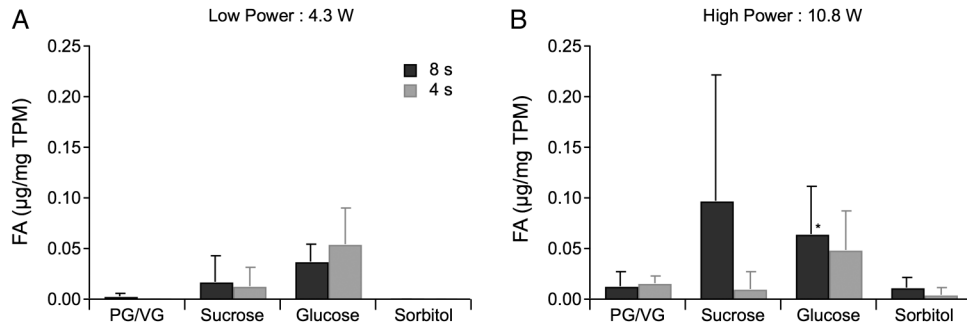 A
Low Power : 4.3 W
FA (µg/mg TPM)
0.25
0.20
0.15
0.10
0.05
0.00
8 s
4 s
PG/VG Sucrose Glucose Sorbitol
B
High Power : 10.8 W
FA (µg/mg TPM)
0.25
0.20
0.15
0.10
0.05
0.00
*
PG/VG Sucrose Glucose Sorbitol